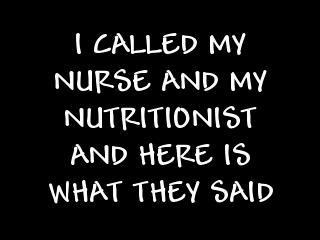 I CALLED MY
NURSE AND MY
NUTRITIONIST
AND HERE IS
WHAT THEY SAID